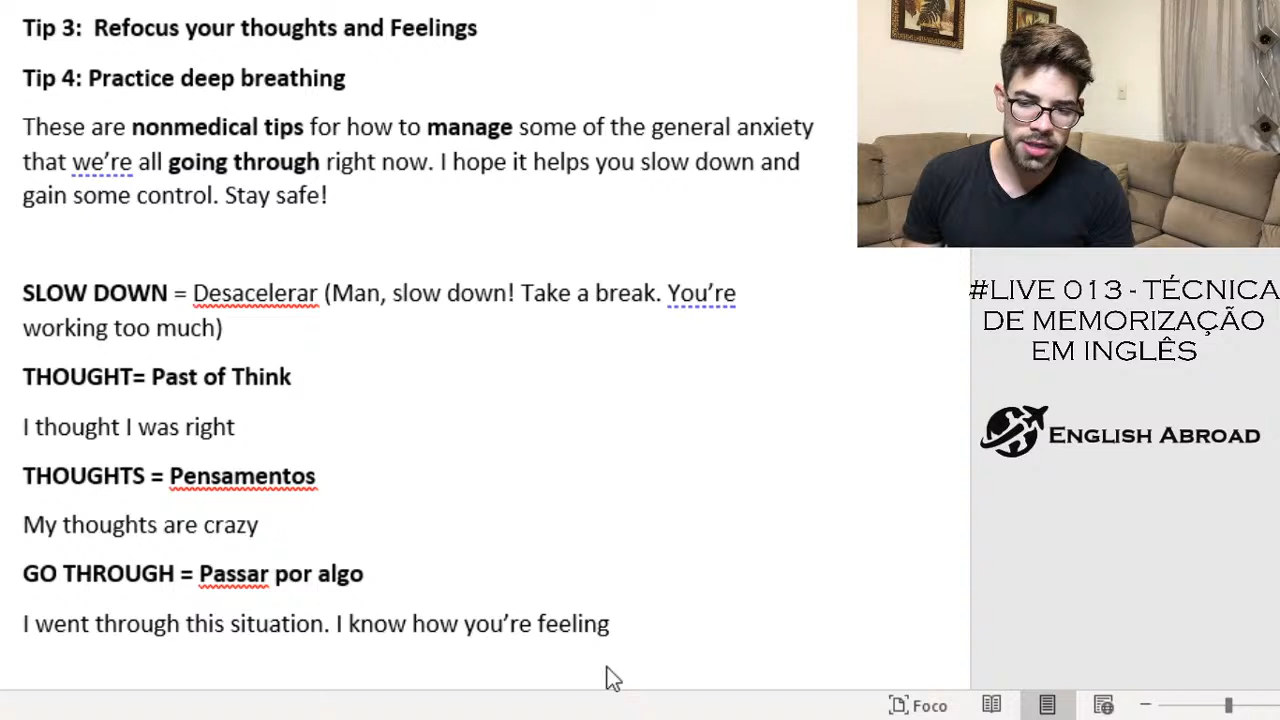 Tip 3:  Refocus your thoughts and Feelings
Tip 4: Practice deep breathing
These are nonmedical tips for how to manage some of the general anxiety
that we’re all going through right now. I hope it helps you slow down and
gain some control. Stay safe!
SLOW DOWN = Desacelerar (Man, slow down! Take a break. You’re
working too much)
THOUGHT= Past of Think
I thought I was right
THOUGHTS = Pensamentos
My thoughts are crazy
GO THROUGH = Passar por algo
I went through this situation. I know how you’re feeling
#LIVE 013 - TÉCNICA
DE MEMORIZAÇÃO
EM INGLÊS
ENGLISH ABROAD
Foco